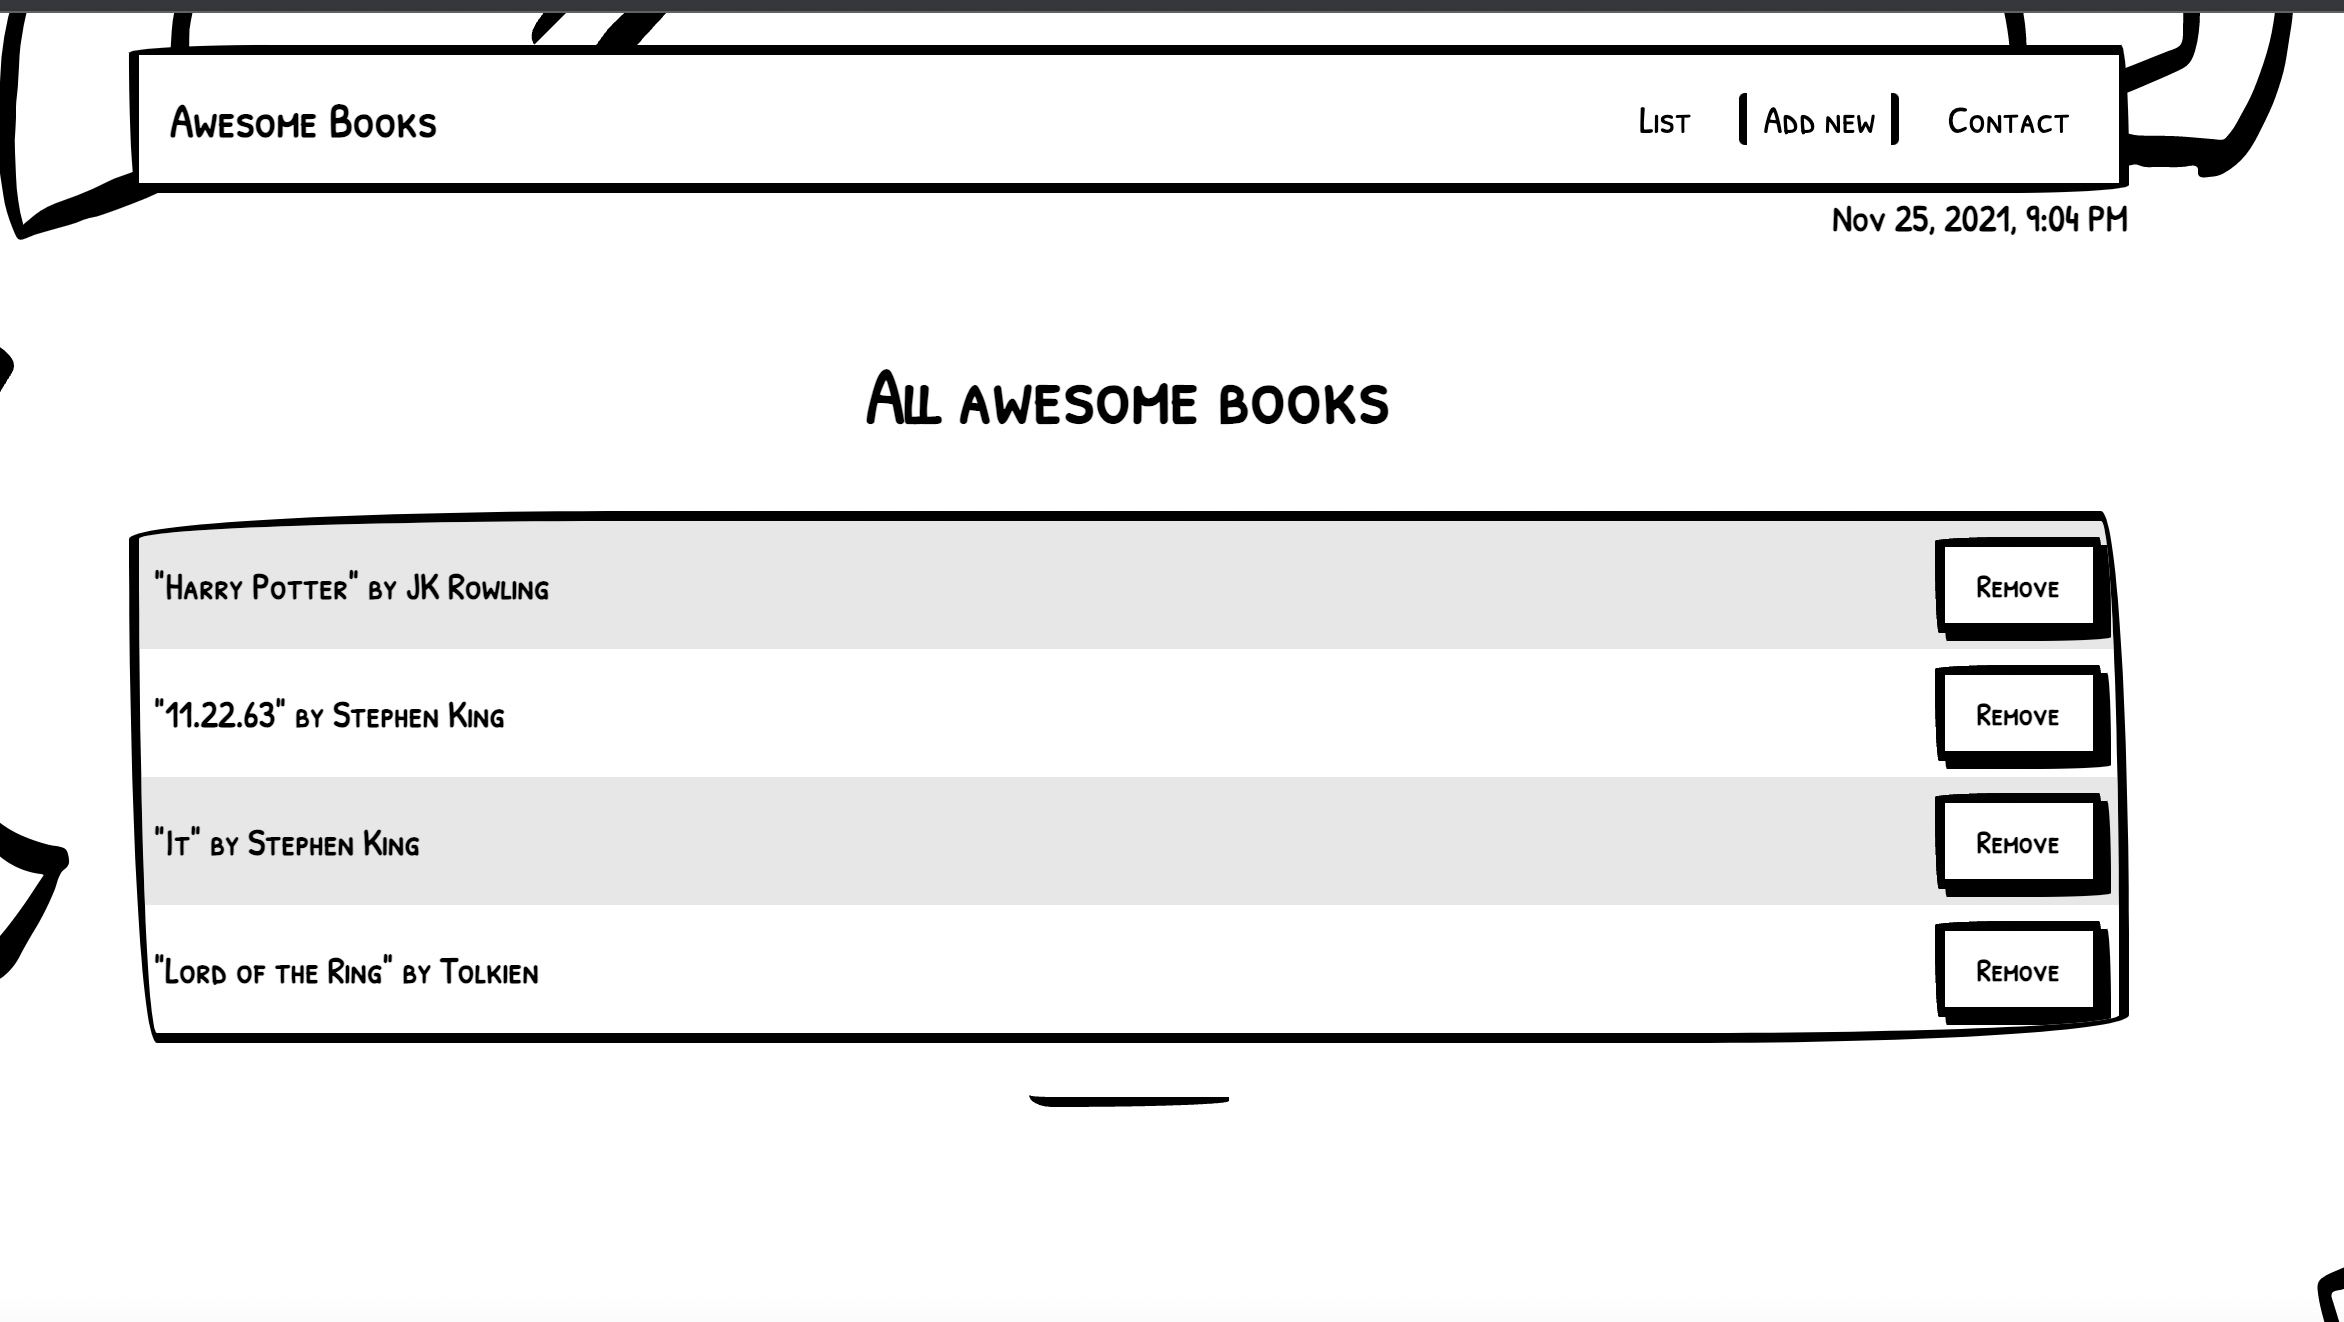 Awesome Books List Add new Contact
Nov 25, 2021, 9:04 PM
All awesome books
"Harry Potter" by JK Rowling Remove
"11.22.63" by Stephen King Remove
"It" by Stephen King Remove
"Lord of the Ring" by Tolkien Remove